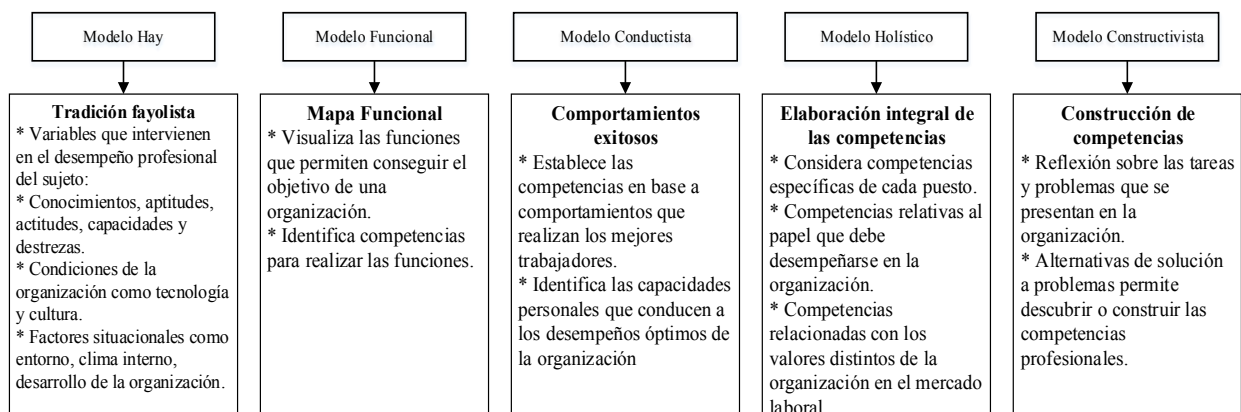 Modelo Hay
Modelo Funcional
Modelo Conductista
Modelo Holístico
Modelo Constructivista
Tradición fayolista
* Variables que intervienen
en el desempeño profesional
del sujeto:
* Conocimientos, aptitudes,
actitudes, capacidades y
destrezas.
* Condiciones de la
organización como tecnología
y cultura.
* Factores situacionales como
entorno, clima interno,
desarrollo de la organización.
Mapa Funcional
* Visualiza las funciones
que permiten conseguir el
objetivo de una
organización.
* Identifica competencias
para realizar las funciones.
Comportamientos
exitosos
* Establece las
competencias en base a
comportamientos que
realizan los mejores
trabajadores.
* Identifica las capacidades
personales que conducen a
los desempeños óptimos de
la organización
Elaboración integral de
las competencias
* Considera competencias
específicas de cada puesto.
* Competencias relativas al
papel que debe
desempeñarse en la
organización.
* Competencias
relacionadas con los
valores distintos de la
organización en el mercado
laboral
Construcción de
competencias
* Reflexión sobre las tareas
y problemas que se
presentan en la
organización.
* Alternativas de solución
a problemas permite
descubrir o construir las
competencias
profesionales.